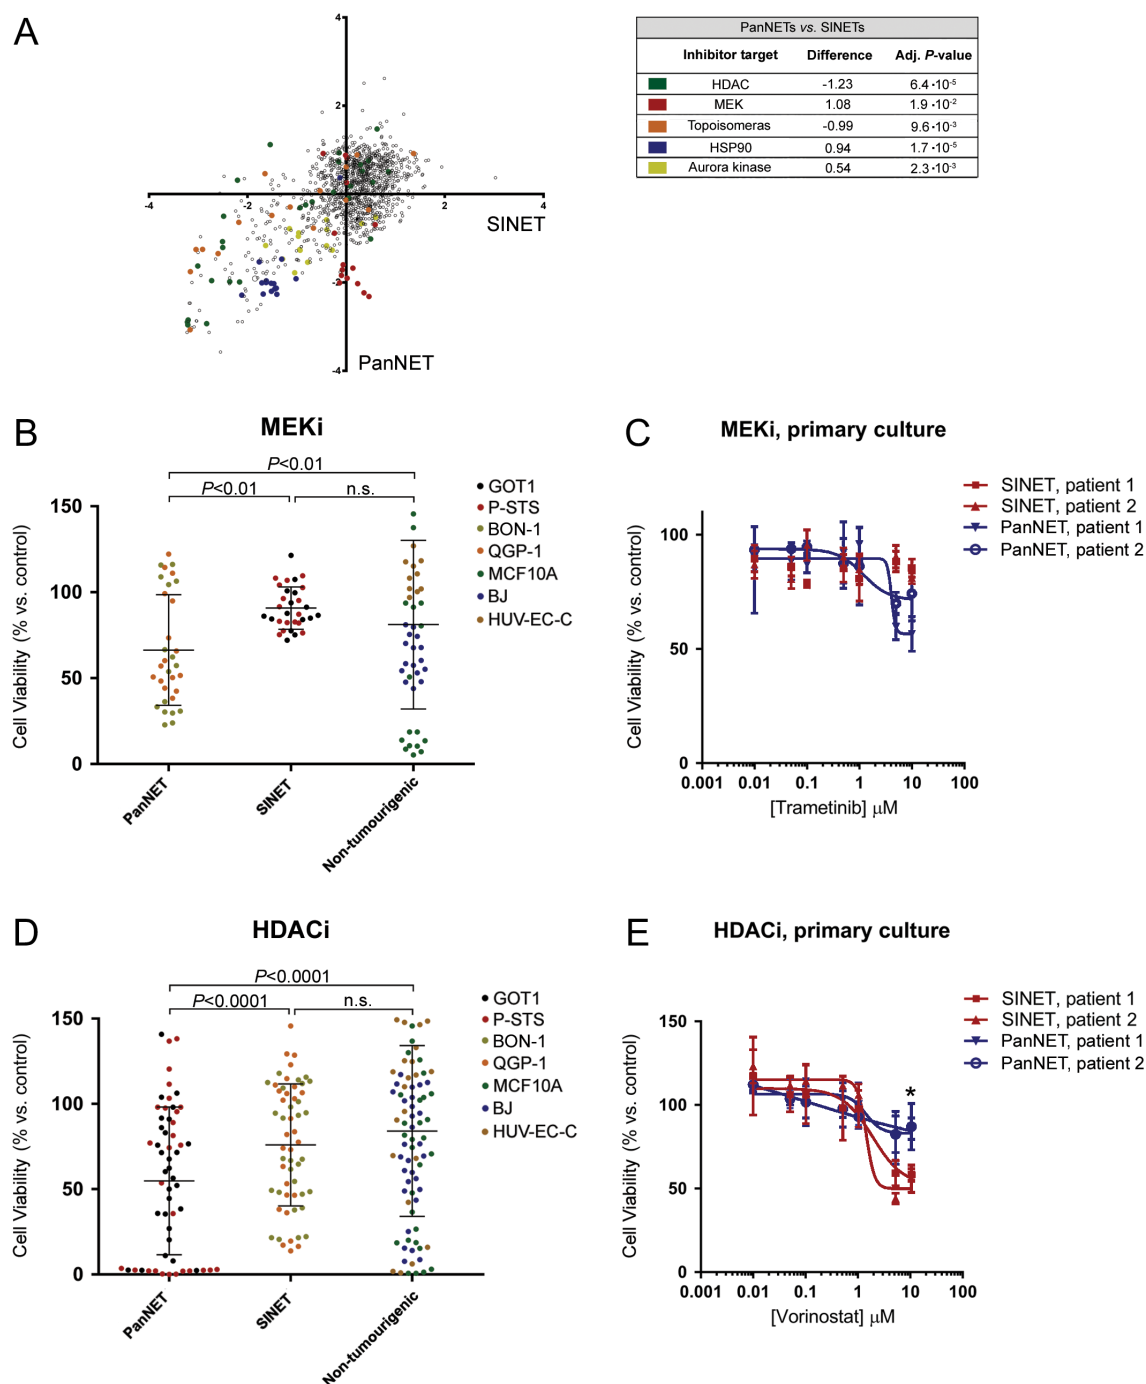 A
4
2
-4
-2
2
4
SINET
-2
-4
PanNET
PanNETs vs. SINETs
Inhibitor target Difference Adj. P-value
HDAC -1.23 6.4·10-5
MEK 1.08 1.9·10-2
Topoisomeras -0.99 9.6·10-3
HSP90 0.94 1.7·10-5
Aurora kinase 0.54 2.3·10-3
B
MEKi
P<0.01
P<0.01
n.s.
150
100
50
0
Cell Viability (% vs. control)
PanNET
SINET
Non-tumourigenic
GOT1
P-STS
BON-1
QGP-1
MCF10A
BJ
HUV-EC-C
C
MEKi, primary culture
SINET, patient 1
SINET, patient 2
PanNET, patient 1
PanNET, patient 2
100
50
0
Cell Viability (% vs. control)
0.001 0.01 0.1 1 10 100
[Trametinib] µM
D
HDACi
P<0.0001
P<0.0001
n.s.
150
100
50
0
Cell Viability (% vs. control)
PanNET
SINET
Non-tumourigenic
GOT1
P-STS
BON-1
QGP-1
MCF10A
BJ
HUV-EC-C
E
HDACi, primary culture
SINET, patient 1
SINET, patient 2
PanNET, patient 1
PanNET, patient 2
150
100
50
0
*
Cell Viability (% vs. control)
0.001 0.01 0.1 1 10 100
[Vorinostat] µM